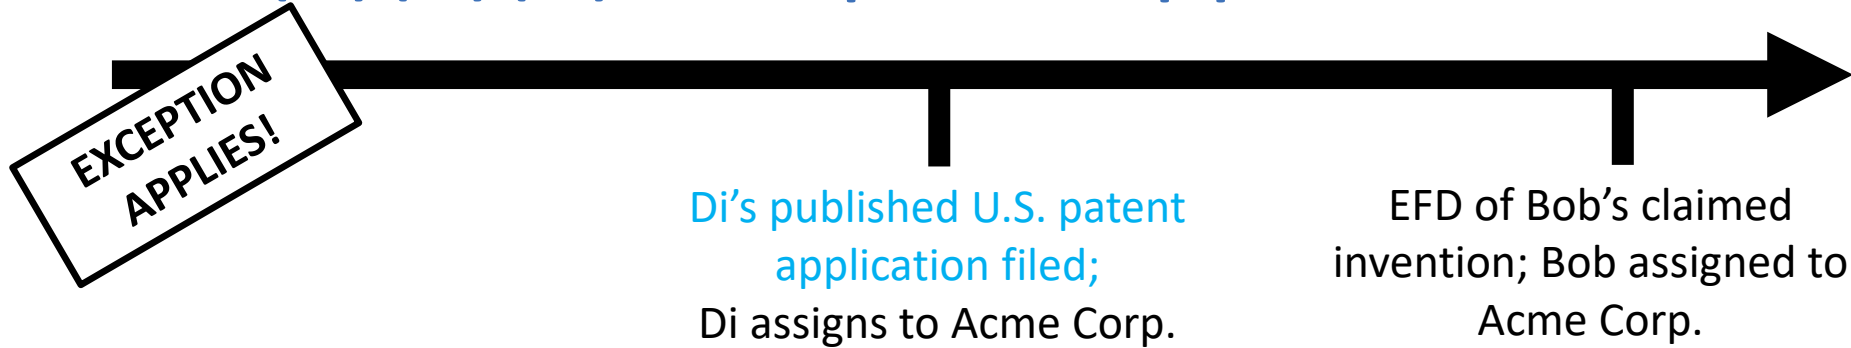 EXCEPTION
APPLIES!
Di’s published U.S. patent
application filed;
Di assigns to Acme Corp.
EFD of Bob’s claimed
invention; Bob assigned to
Acme Corp.